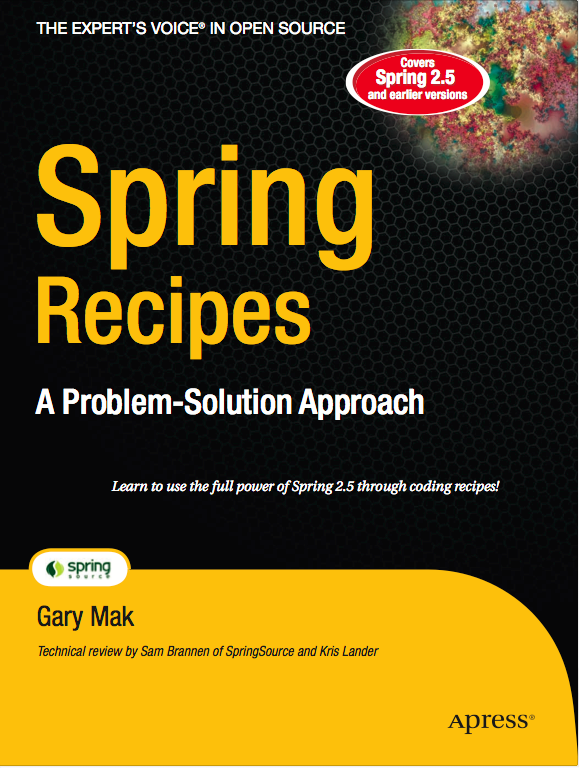 THE EXPERT'S VOICE® IN OPEN SOURCE
Covers
Spring 2.5
and earlier versions
Spring
Recipes
A Problem-Solution Approach
Learn to use the full power of Spring 2.5 through coding recipes!
spring
source
Gary Mak
Technical review by Sam Brannen of SpringSource and Kris Lander
Apress®